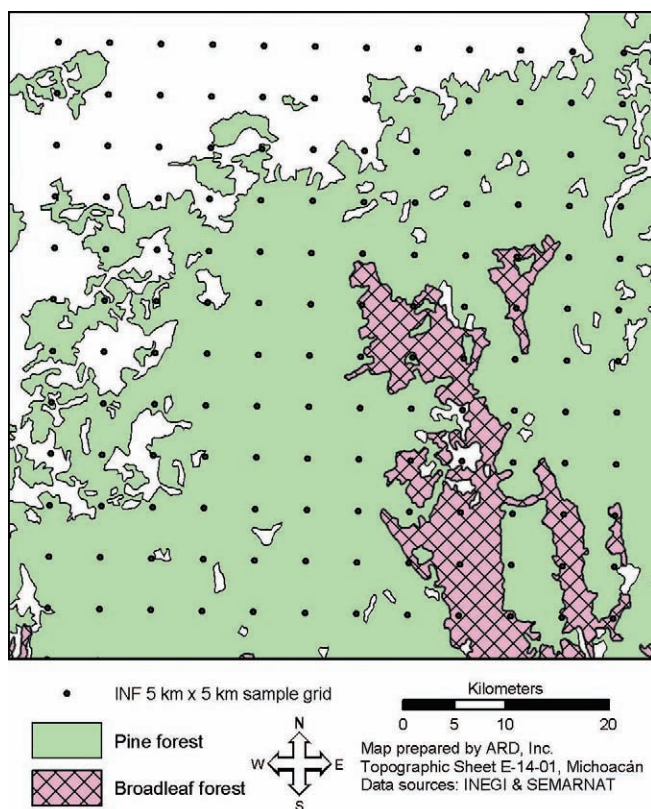 INF 5 km x 5 km sample grid
Pine forest
Broadleaf forest
N
W E
S
Kilometers
0 5 10 20
Map prepared by ARD, Inc.
Topographic Sheet E-14-01, Michoacán
Data sources: INEGI & SEMARNAT